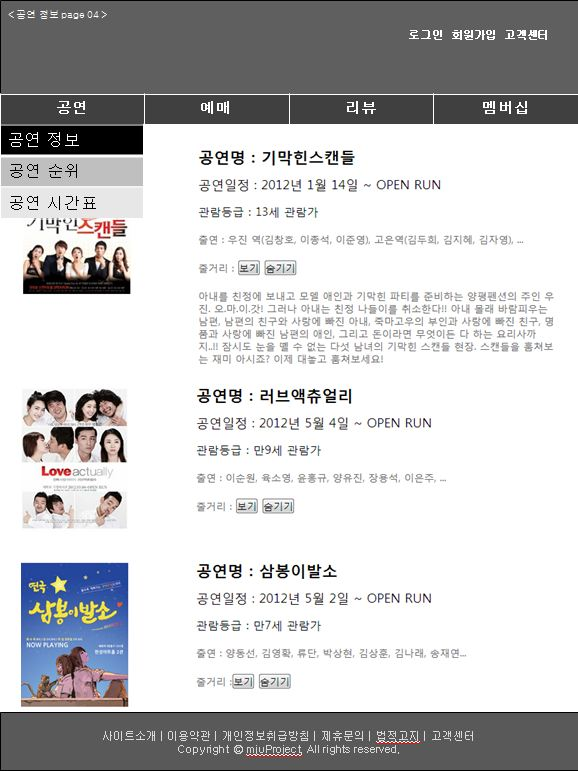 <공연 정보 page 04>
로그인 회원가입 고객센터
공연 예매 리뷰 멤버십
공연 정보
공연 순위
공연 시간표
기막힌스캔들
공연명 : 기막힌스캔들
공연일정 : 2012년 1월 14일 ~ OPEN RUN
관람등급 : 13세 관람가
출연 : 우진 역(김창호, 이종석, 이준영), 고은역(김두희, 김지혜, 김자영), ...
줄거리 : 보기 숨기기
아내를 친정에 보내고 모델 애인과 기막힌 파티를 준비하는 양평펜션의 주인 우
진. 오.마.이.갓! 그러나 아내는 친정 나들이를 취소한다!! 아내 몰래 바람피우는
남편, 남편의 친구와 사랑에 빠진 아내, 죽마고우의 부인과 사랑에 빠진 친구, 명
품과 사랑에 빠진 남편의 애인, 그리고 돈이라면 무엇이든 다 하는 요리사까
지..!! 잠시도 눈을 뗄 수 없는 다섯 남녀의 기막힌 스캔들 현장. 스캔들을 훔쳐보
는 재미 아시죠? 이제 대놓고 훔쳐보세요!
Love actually
공연명 : 러브액츄얼리
공연일정 : 2012년 5월 4일 ~ OPEN RUN
관람등급 : 만9세 관람가
출연 : 이순원, 육소영, 윤홍규, 양유진, 장용석, 이은주, ...
줄거리 : 보기 숨기기
연극
삼봉이발소
NOW PLAYING
공연명 : 삼봉이발소
공연일정 : 2012년 5월 2일 ~ OPEN RUN
관람등급 : 만7세 관람가
출연 : 양동선, 김영확, 류단, 박상현, 김상훈, 김나래, 송재연...
줄거리 : 보기 숨기기
사이트소개 | 이용약관 | 개인정보취급방침 | 제휴문의 | 법적고지 | 고객센터
Copyright ⓒ mjuProject, All rights reserved.